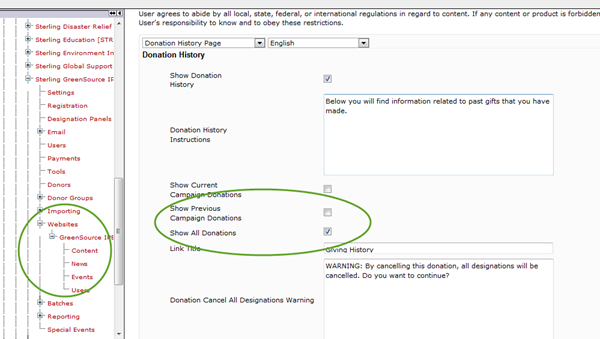 User agrees to abide by all local, state, federal, or international regulations in regard to content. If any content or product is forbidden
User's responsibility to know and to obey these restrictions.
Sterling Disaster Relief
Sterling Education [STR
Sterling Environment In
Sterling Global Support
Sterling GreenSource IPE
Settings
Registration
Designation Panels
Email
Users
Payments
Tools
Donors
Donor Groups
Importing
Websites
GreenSource IPE
Content
News
Events
Users
Batches
Reporting
Special Events
Donation History Page
English
Donation History
Show Donation
History
Donation History
Instructions
Below you will find information related to past gifts that you have
made.
Show Current
Campaign Donations
Show Previous
Campaign Donations
Show All Donations
Link Title
Giving History
Donation Cancel All Designations Warning
WARNING: By cancelling this donation, all designations will be
cancelled. Do you want to continue?